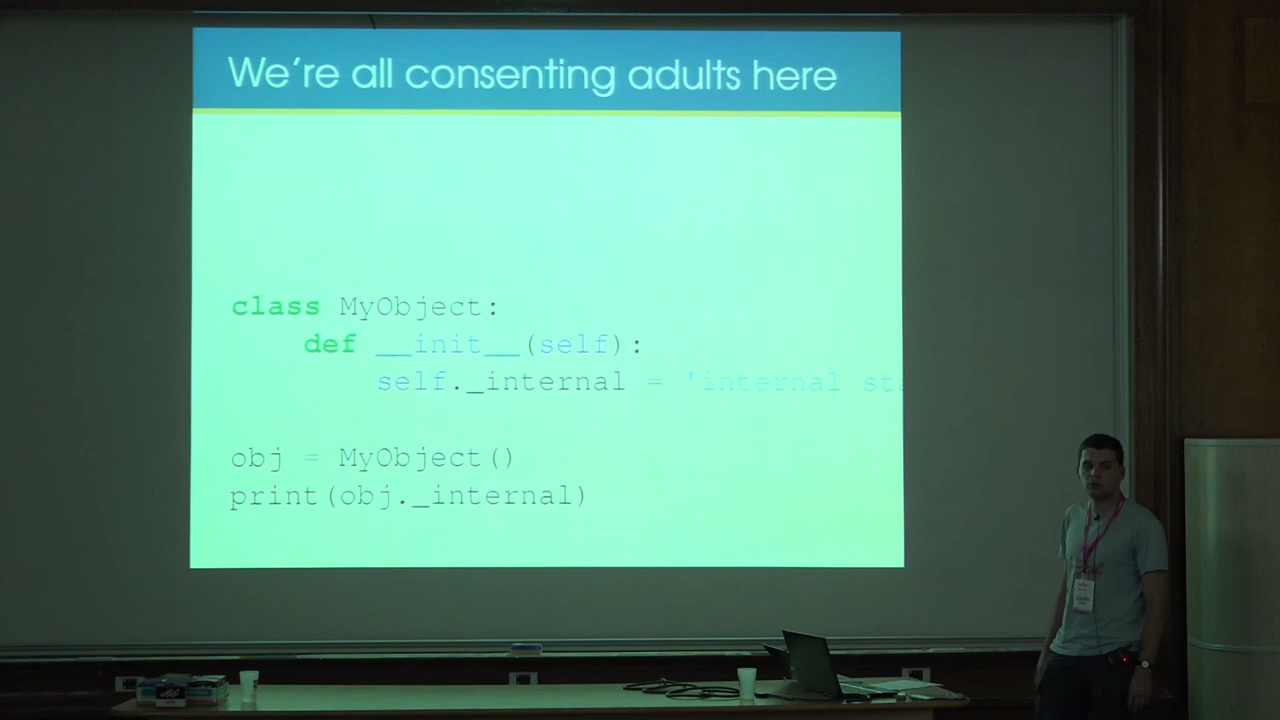 We're all consenting adults here
class MyObject:
    def __init__(self):
        self._internal = 'internal sta
obj = MyObject()
print(obj._internal)